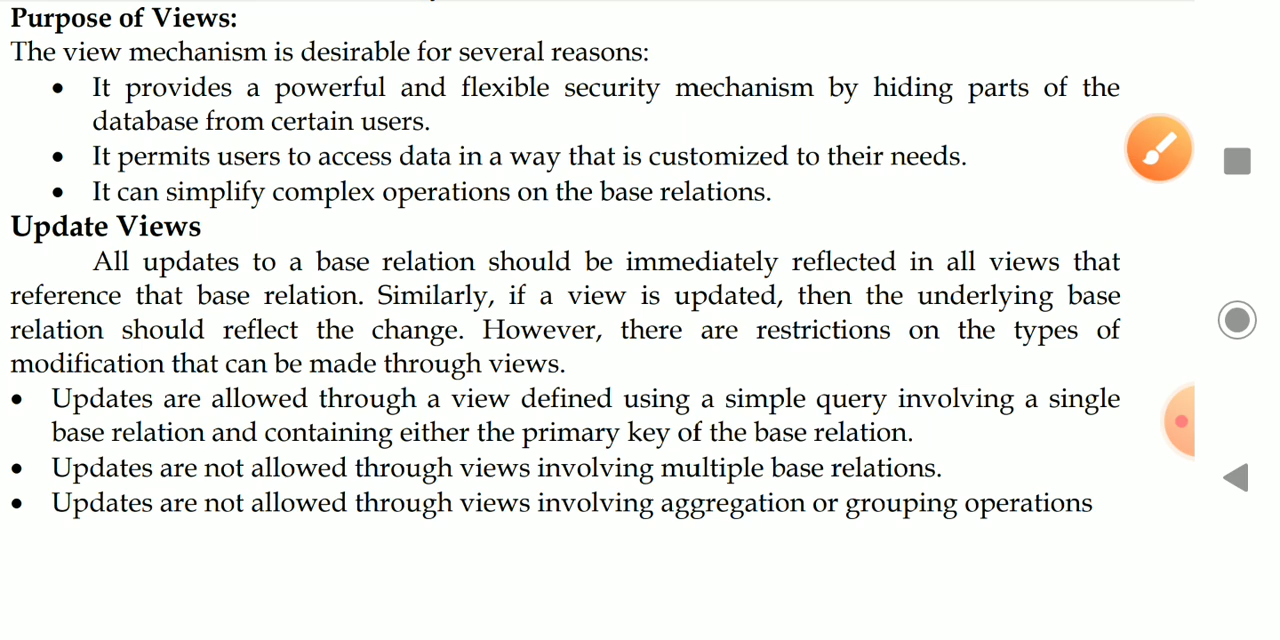 Purpose of Views:
The view mechanism is desirable for several reasons:
• It provides a powerful and flexible security mechanism by hiding parts of the
database from certain users.
• It permits users to access data in a way that is customized to their needs.
• It can simplify complex operations on the base relations.
Update Views
All updates to a base relation should be immediately reflected in all views that
reference that base relation. Similarly, if a view is updated, then the underlying base
relation should reflect the change. However, there are restrictions on the types of
modification that can be made through views.
• Updates are allowed through a view defined using a simple query involving a single
base relation and containing either the primary key of the base relation.
• Updates are not allowed through views involving multiple base relations.
• Updates are not allowed through views involving aggregation or grouping operations